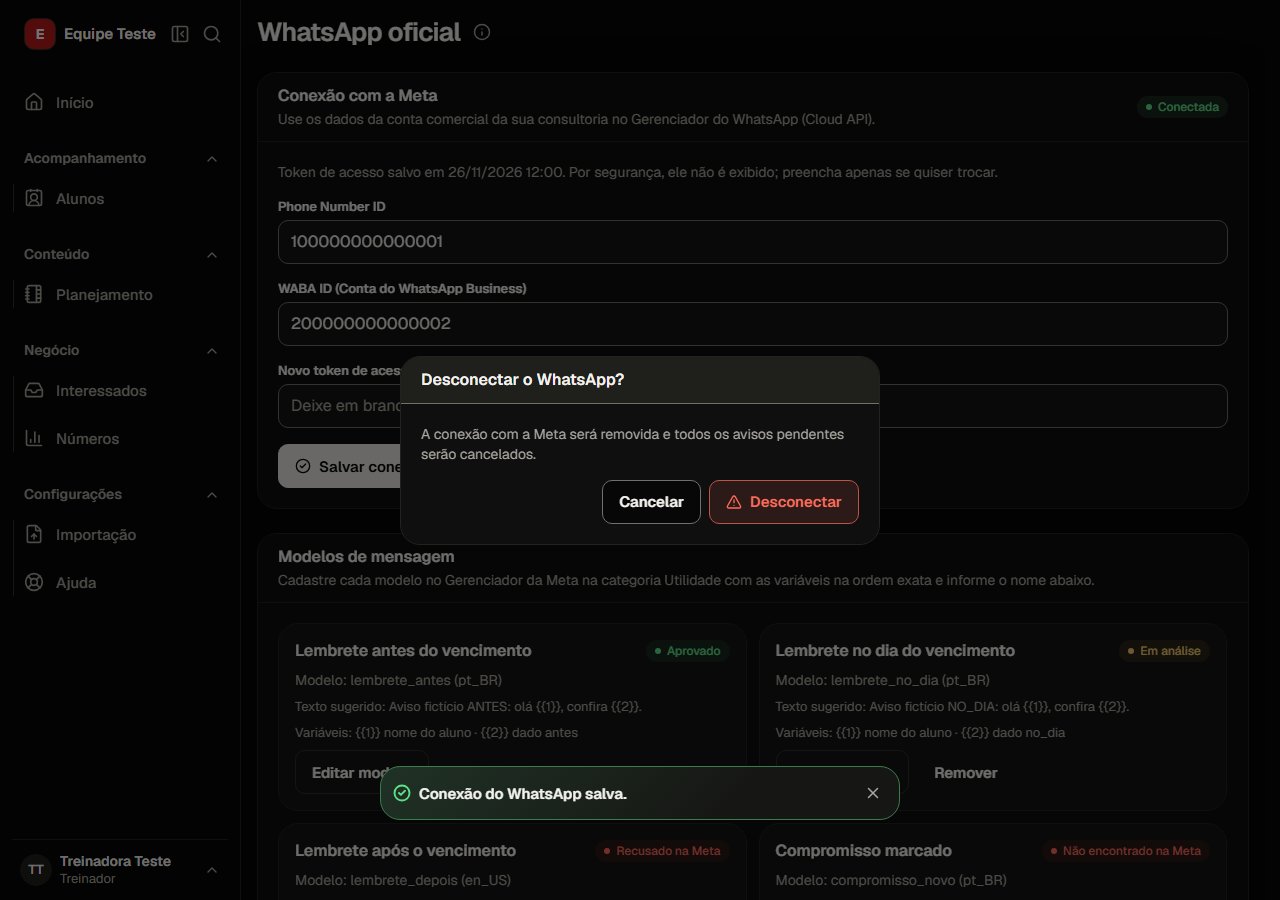 E Equipe Teste
Início
Acompanhamento
Alunos
Conteúdo
Planejamento
Negócio
Interessados
Números
Configurações
Importação
Ajuda
TT
Treinadora Teste
Treinador
WhatsApp oficial
Conexão com a Meta
Use os dados da conta comercial da sua consultoria no Gerenciador do WhatsApp (Cloud API).
Conectada
Token de acesso salvo em 26/11/2026 12:00. Por segurança, ele não é exibido; preencha apenas se quiser trocar.
Phone Number ID
100000000000001
WABA ID (Conta do WhatsApp Business)
200000000000002
Novo token de aces
Deixe em branc
Salvar cone
Desconectar o WhatsApp?
A conexão com a Meta será removida e todos os avisos pendentes
serão cancelados.
Cancelar
Desconectar
Modelos de mensagem
Cadastre cada modelo no Gerenciador da Meta na categoria Utilidade com as variáveis na ordem exata e informe o nome abaixo.
Lembrete antes do vencimento
Aprovado
Modelo: lembrete_antes (pt_BR)
Texto sugerido: Aviso fictício ANTES: olá {{1}}, confira {{2}}.
Variáveis: {{1}} nome do aluno · {{2}} dado antes
Editar mod
Lembrete no dia do vencimento
Em análise
Modelo: lembrete_no_dia (pt_BR)
Texto sugerido: Aviso fictício NO_DIA: olá {{1}}, confira {{2}}.
Variáveis: {{1}} nome do aluno · {{2}} dado no_dia
Remover
Conexão do WhatsApp salva.
Lembrete após o vencimento
Recusado na Meta
Modelo: lembrete_depois (en_US)
Compromisso marcado
Não encontrado na Meta
Modelo: compromisso_novo (pt_BR)